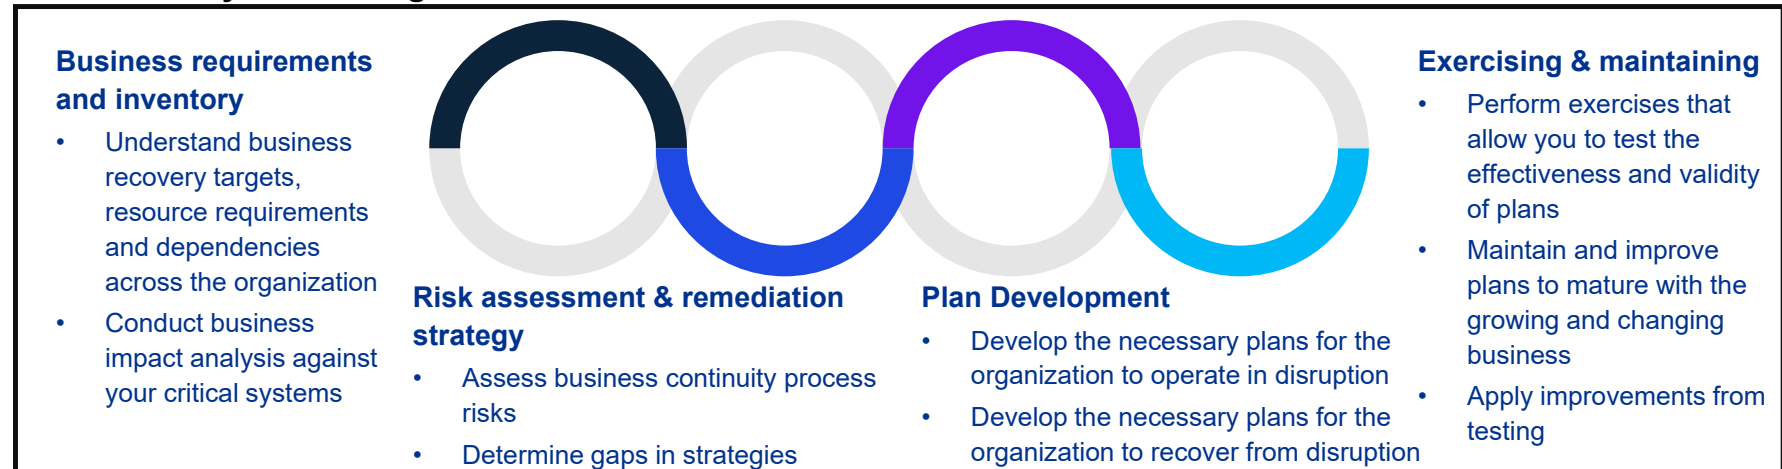 Business requirements
and inventory
• Understand business
recovery targets,
resource requirements
and dependencies
across the organization
• Conduct business
impact analysis against
your critical systems
Risk assessment & remediation
strategy
• Assess business continuity process
risks
• Determine gaps in strategies
Plan Development
• Develop the necessary plans for the
organization to operate in disruption
• Develop the necessary plans for the
organization to recover from disruption
Exercising & maintaining
• Perform exercises that
allow you to test the
effectiveness and validity
of plans
• Maintain and improve
plans to mature with the
growing and changing
business
• Apply improvements from
testing